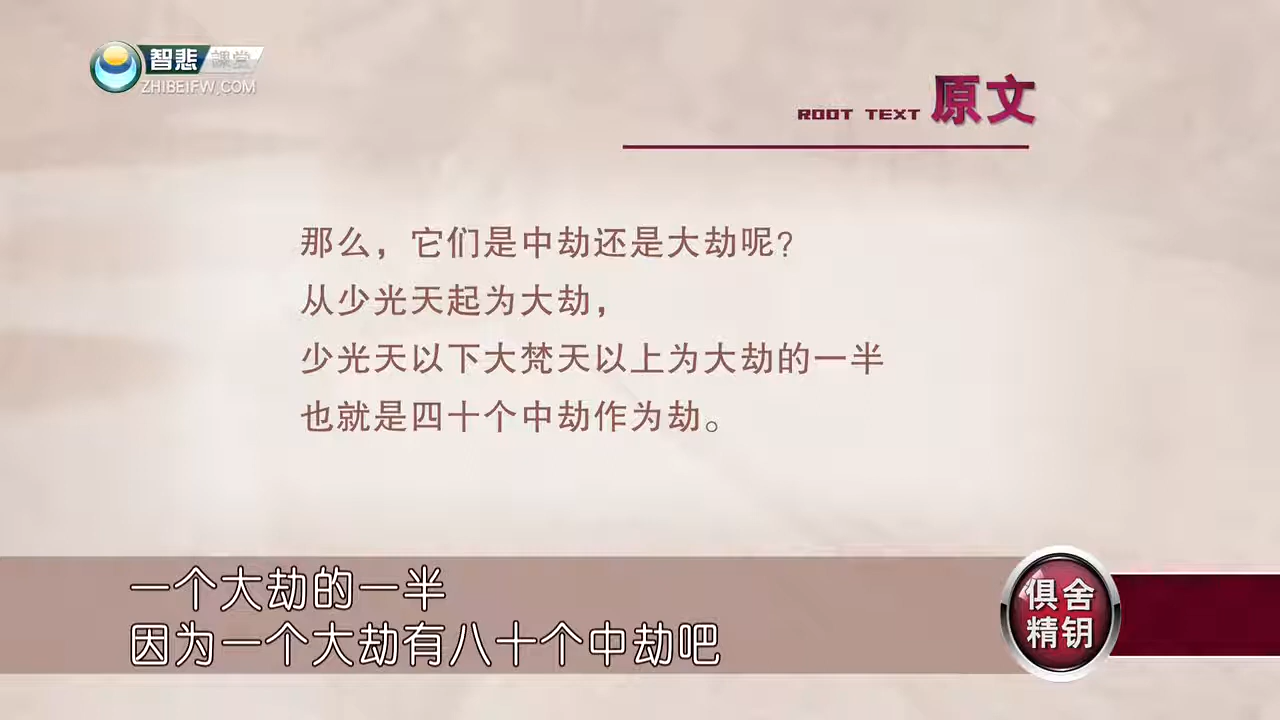 智悲課堂
ZHIBEIFW.COM
ROOT TEXT 原文
那么，它们是中劫还是大劫呢？
从少光天起为大劫，
少光天以下大梵天以上为大劫的一半
也就是四十个中劫作为劫。
一个大劫的一半
因为一个大劫有八十个中劫吧
俱舍
精钥